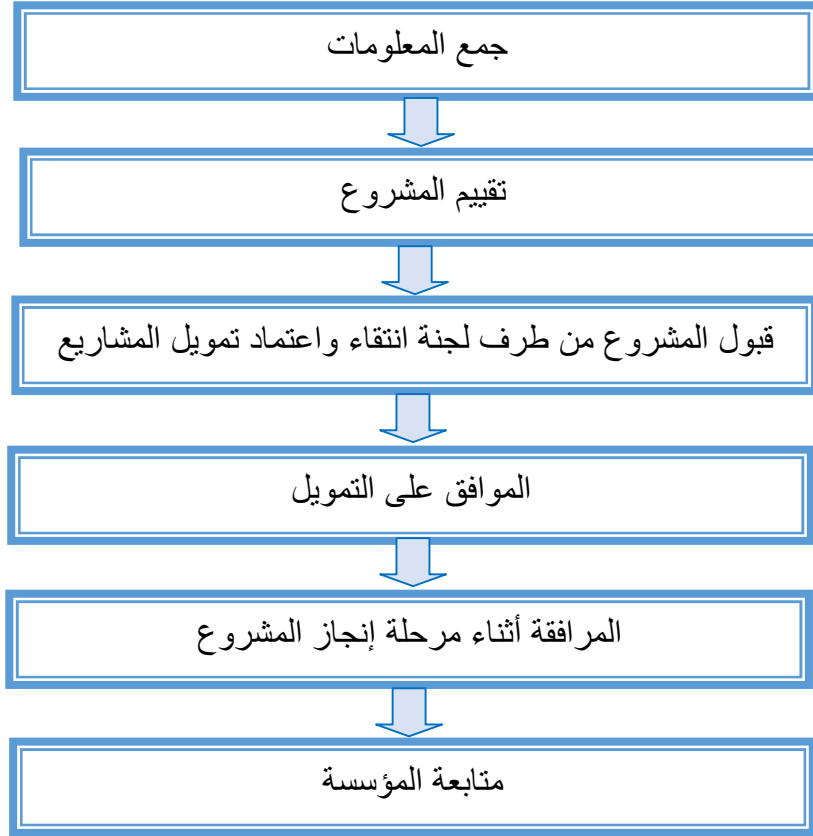 جمع المعلومات
تقييم المشروع
قبول المشروع من طرف لجنة انتقاء واعتماد تمويل المشاريع
الموافق على التمويل
المرافقة أثناء مرحلة إنجاز المشروع
متابعة المؤسسة